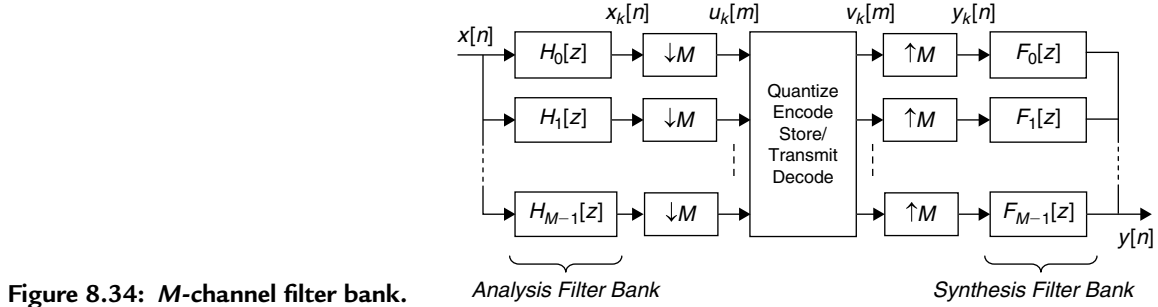 x_k[n] u_k[m] v_k[m] y_k[n]
x[n]
H_0[z] ↓M ↑M F_0[z]
Quantize
Encode
Store/
Transmit
Decode
H_1[z] ↓M ↑M F_1[z]
H_{M−1}[z] ↓M ↑M F_{M−1}[z]
y[n]
Figure 8.34: M-channel filter bank. Analysis Filter Bank Synthesis Filter Bank